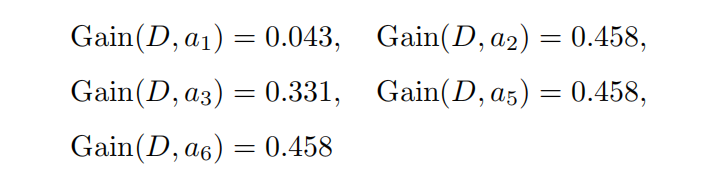 Gain(D, a₁) = 0.043, Gain(D, a₂) = 0.458,
Gain(D, a₃) = 0.331, Gain(D, a₅) = 0.458,
Gain(D, a₆) = 0.458